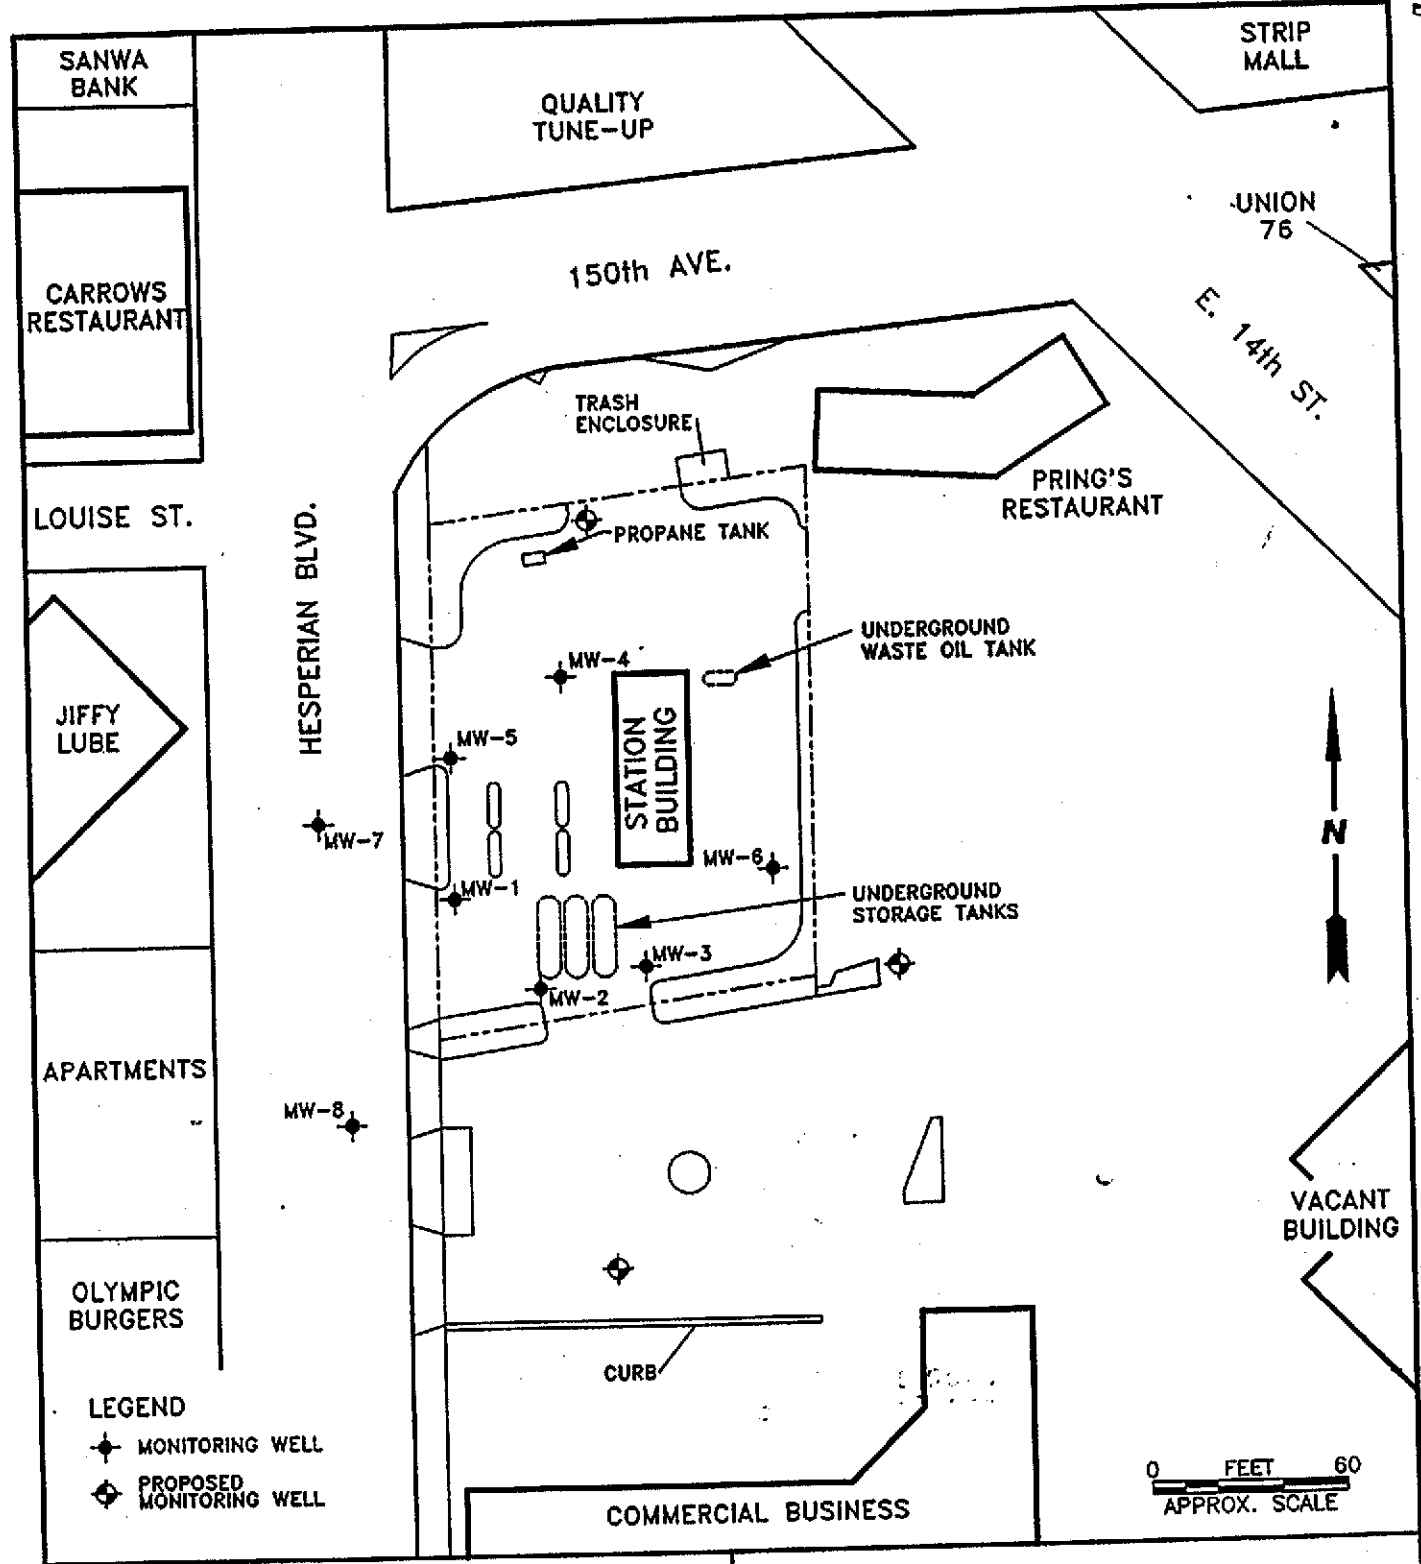 SANWA
BANK
QUALITY
TUNE-UP
STRIP
MALL
UNION
76
CARROWS
RESTAURANT
150th AVE.
E. 14th ST.
TRASH
ENCLOSURE
PRING'S
RESTAURANT
LOUISE ST.
HESPERIAN BLVD.
PROPANE TANK
UNDERGROUND
WASTE OIL TANK
MW-4
JIFFY
LUBE
MW-5
STATION
BUILDING
N
MW-7
MW-6
MW-1
UNDERGROUND
STORAGE TANKS
MW-3
MW-2
APARTMENTS
MW-8
VACANT
BUILDING
OLYMPIC
BURGERS
CURB
LEGEND
MONITORING WELL
PROPOSED
MONITORING WELL
COMMERCIAL BUSINESS
0 FEET 60
APPROX. SCALE